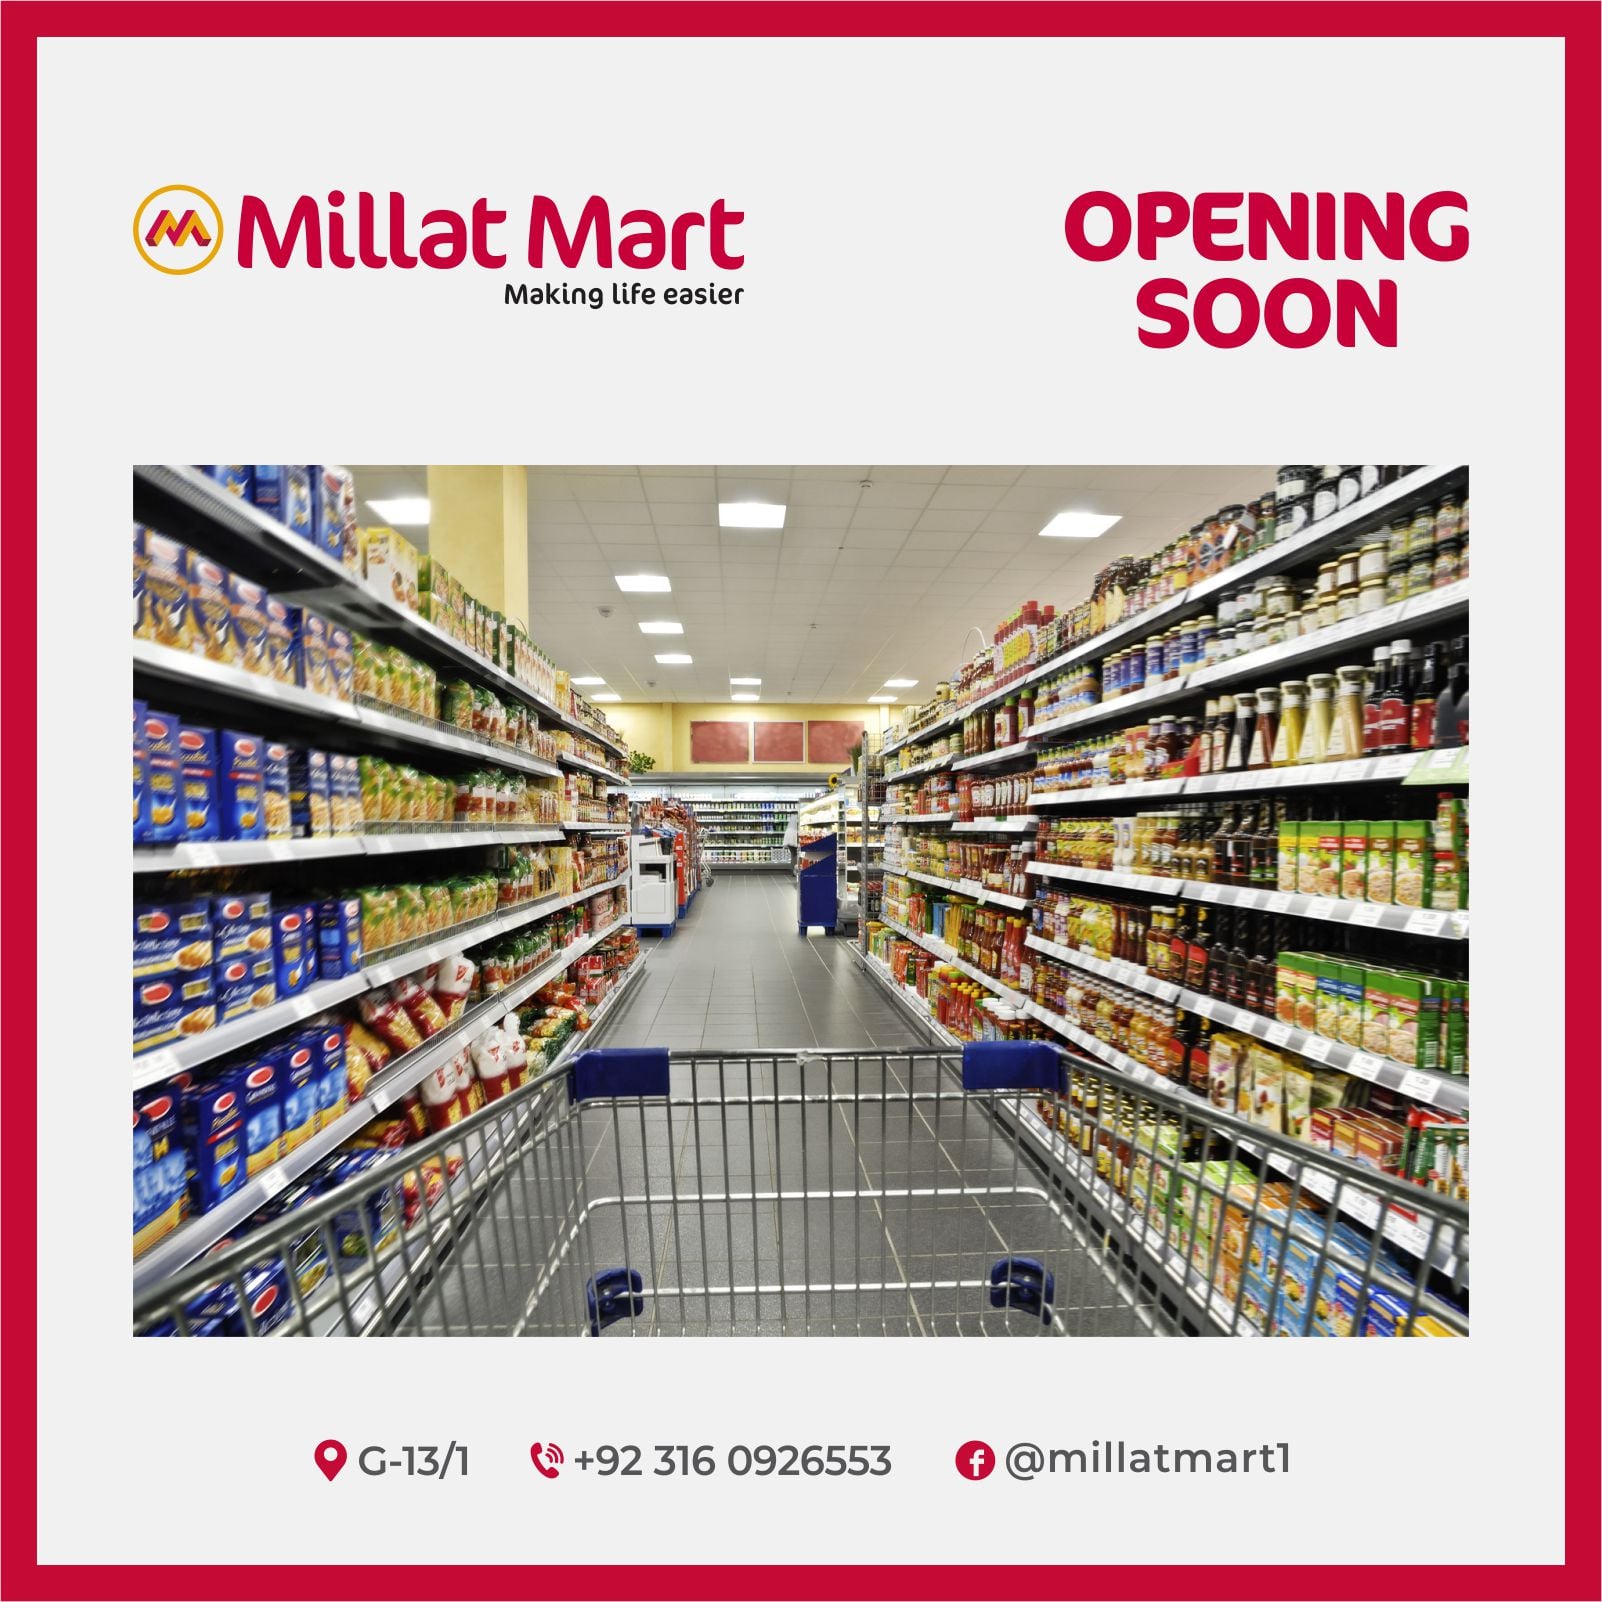 Millat Mart
Making life easier
OPENING
SOON
G-13/1
+92 316 0926553
@millatmart1